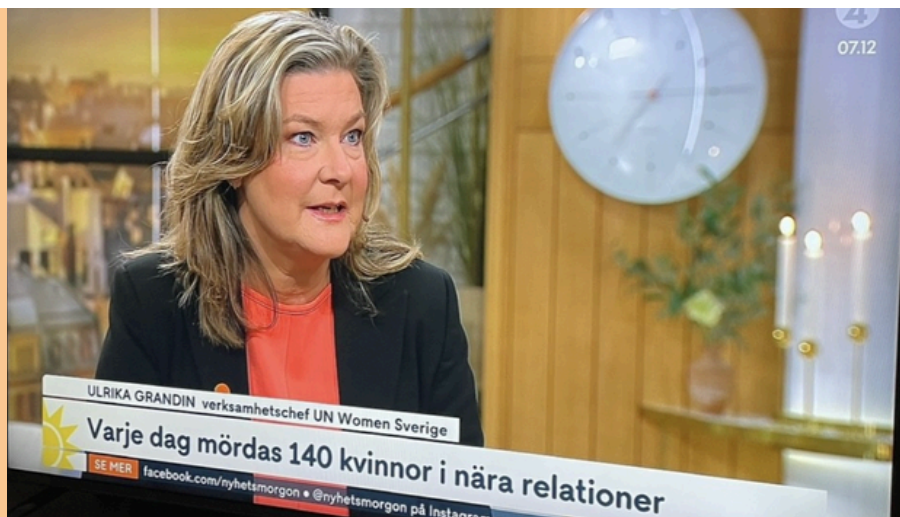 4
07.12
ULRIKA GRANDIN verksamhetschef UN Women Sverige
Varje dag mördas 140 kvinnor i nära relationer
SE MER facebook.com/nyhetsmorgon • @nyhetsmorgon på Instagram